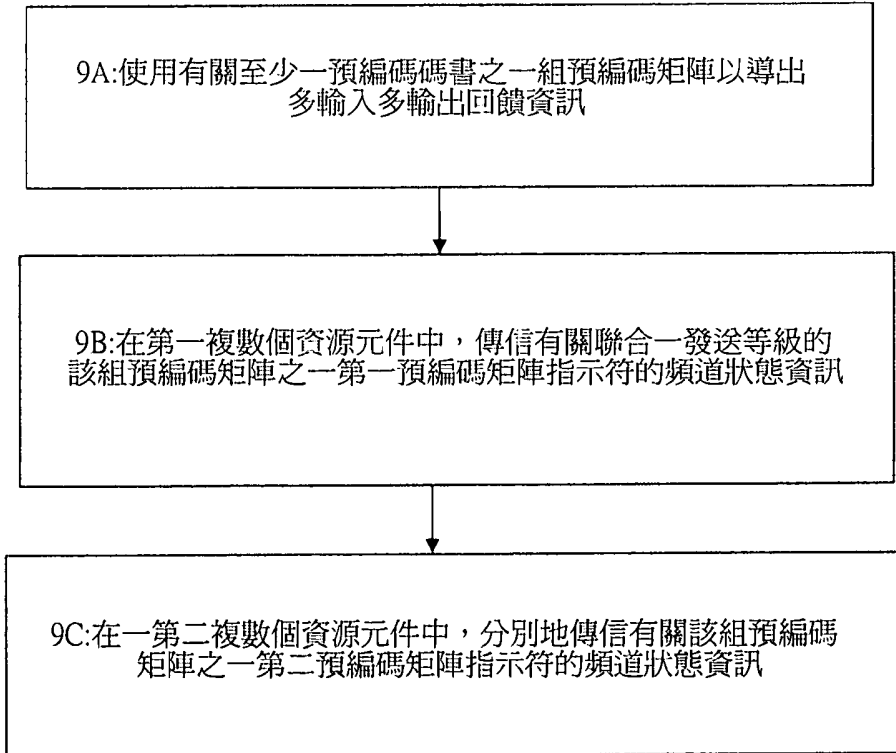 9A:使用有關至少一預編碼碼書之一組預編碼矩陣以導出
多輸入多輸出回饋資訊
9B:在第一複數個資源元件中，傳信有關聯合一發送等級的
該組預編碼矩陣之一第一預編碼矩陣指示符的頻道狀態資訊
9C:在一第二複數個資源元件中，分別地傳信有關該組預編碼
矩陣之一第二預編碼矩陣指示符的頻道狀態資訊